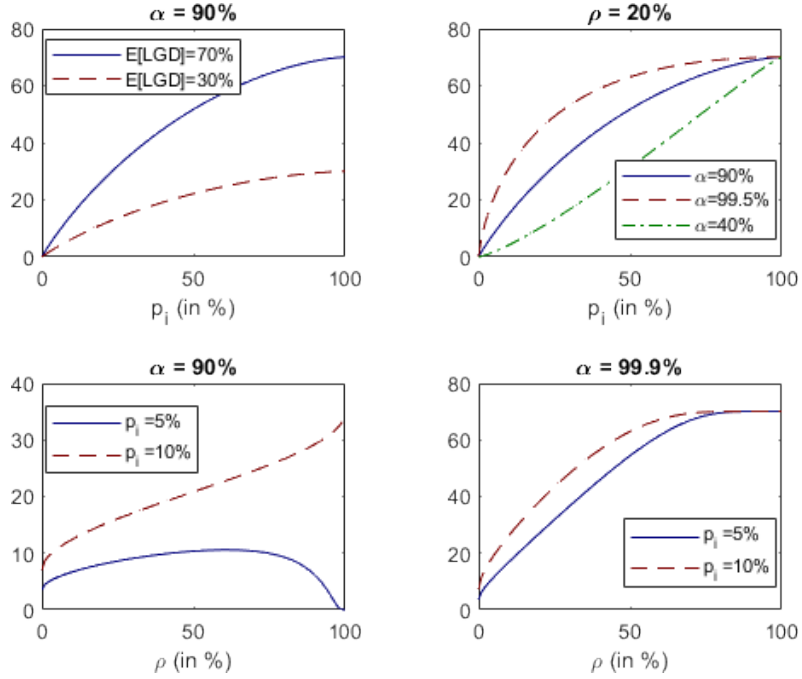 α = 90%
80
60
40
20
0
E[LGD]=70%
E[LGD]=30%
0 50 100
p_i (in %)
ρ = 20%
80
60
40
20
0
α=90%
α=99.5%
α=40%
0 50 100
p_i (in %)
α = 90%
40
30
20
10
0
p_i =5%
p_i =10%
0 50 100
ρ (in %)
α = 99.9%
80
60
40
20
0
p_i =5%
p_i =10%
0 50 100
ρ (in %)